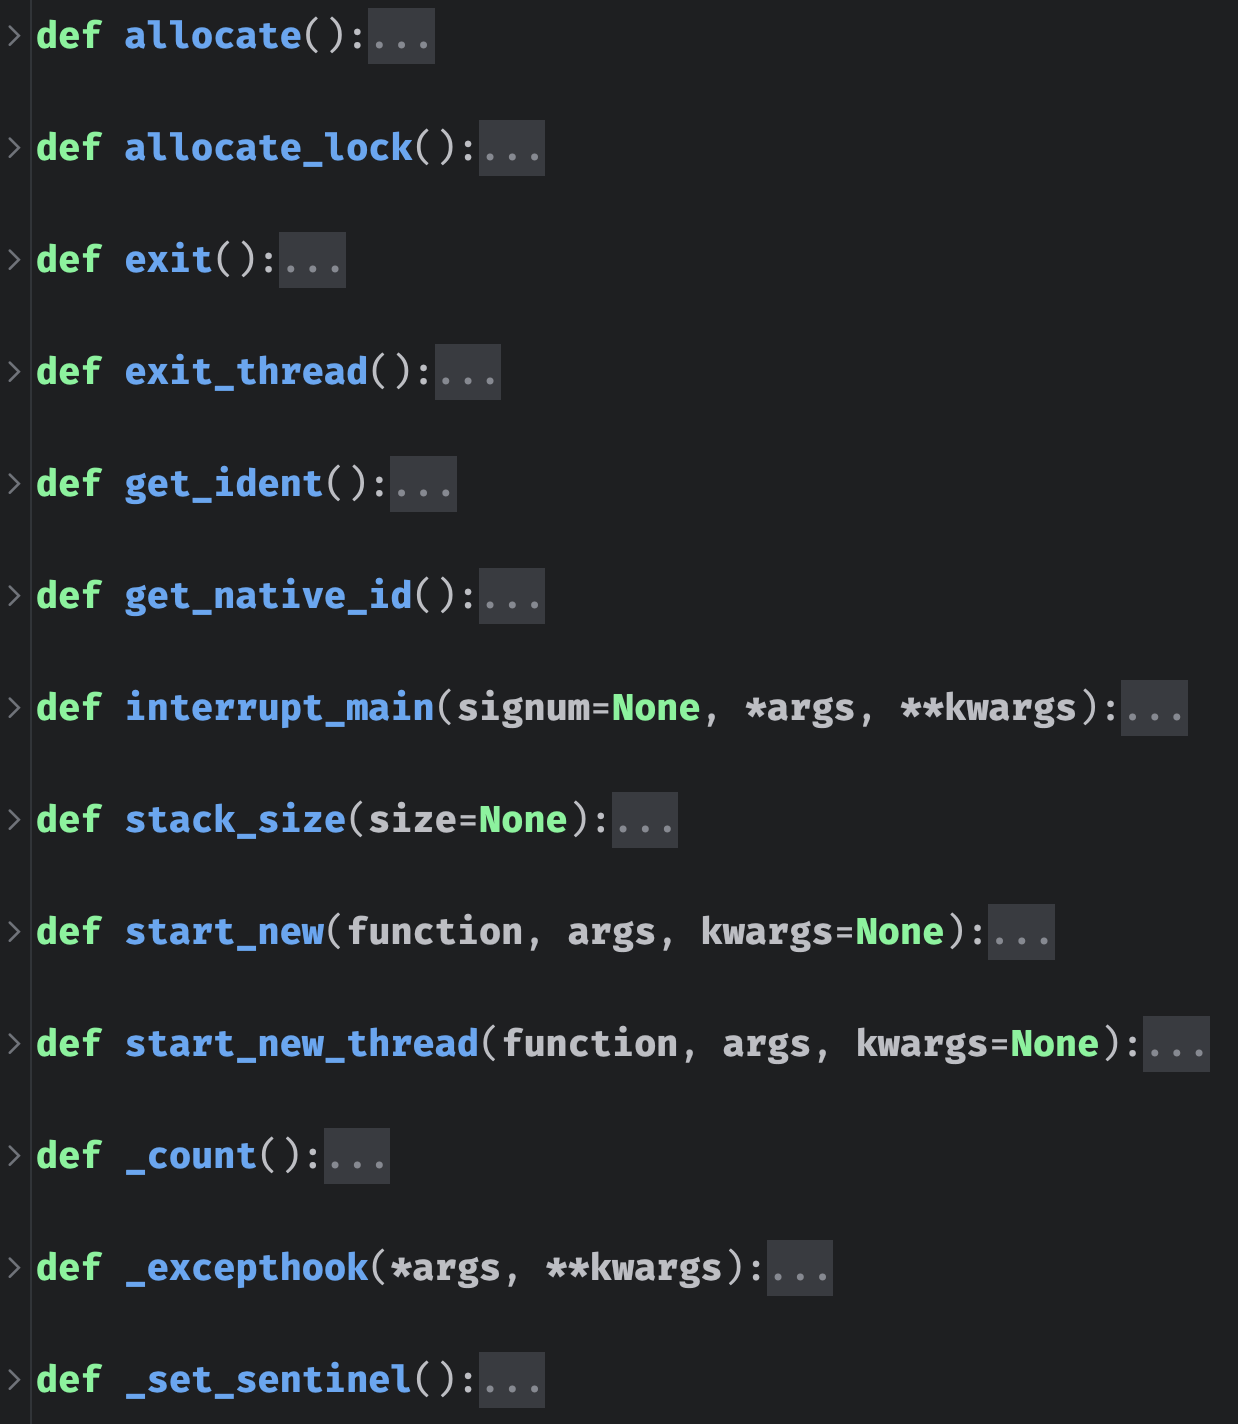 def allocate():...
def allocate_lock():...
def exit():...
def exit_thread():...
def get_ident():...
def get_native_id():...
def interrupt_main(signum=None, *args, **kwargs):...
def stack_size(size=None):...
def start_new(function, args, kwargs=None):...
def start_new_thread(function, args, kwargs=None):...
def _count():...
def _excepthook(*args, **kwargs):...
def _set_sentinel():...